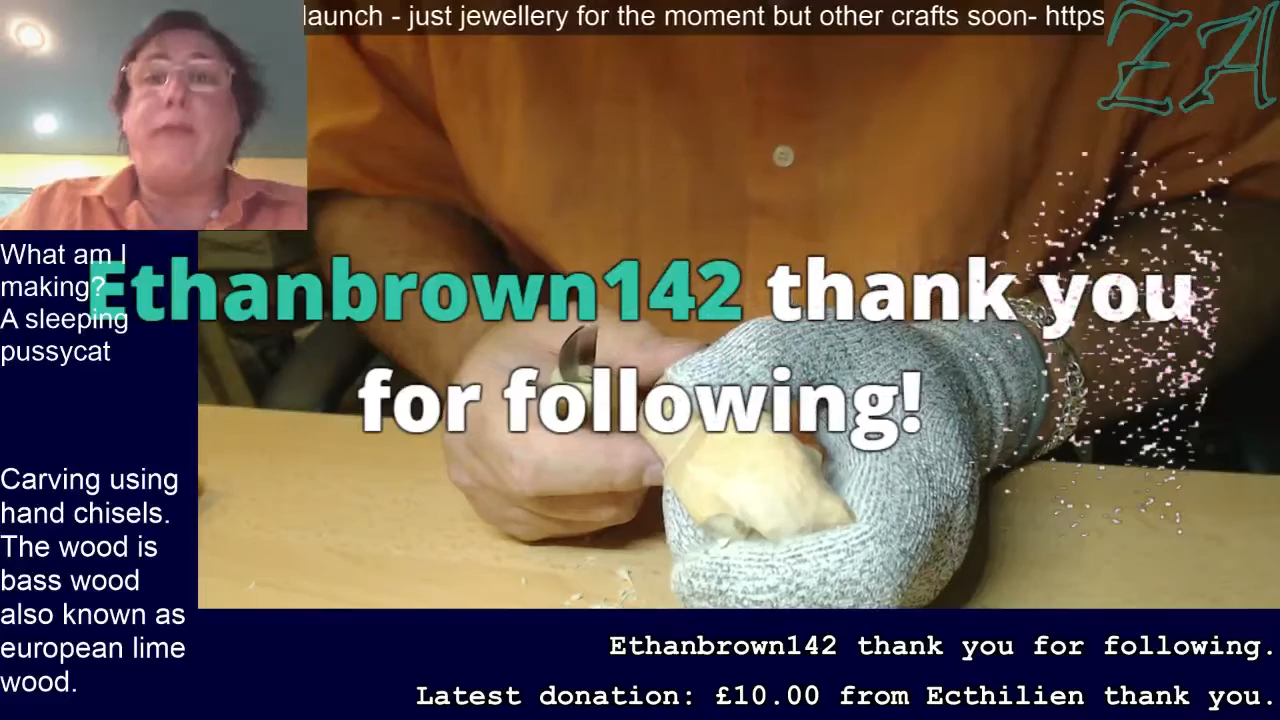 launch - just jewellery for the moment but other crafts soon- https
ZA
What am I
making?
A sleeping
pussycat
Ethanbrown142 thank you
for following!
Carving using
hand chisels.
The wood is
bass wood
also known as
european lime
wood.
Ethanbrown142 thank you for following.
Latest donation: £10.00 from Ecthilien thank you.